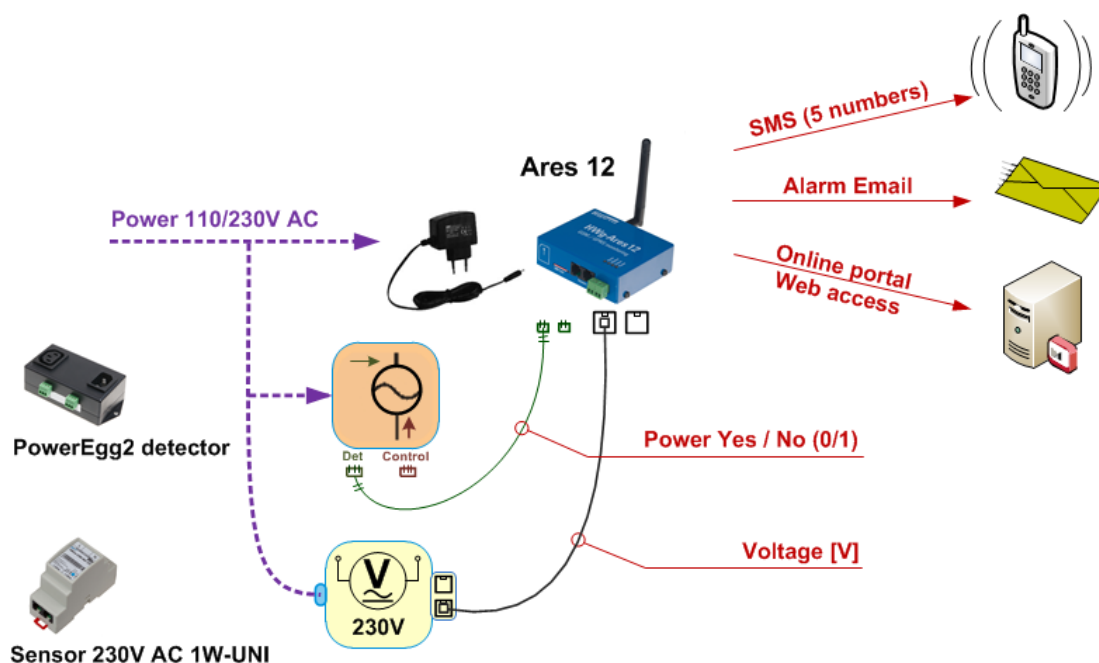 SMS (5 numbers)
Ares 12
Alarm Email
Power 110/230V AC
HWg-Ares 12
Online portal
Web access
PowerEgg2 detector
Det
Control
Power Yes / No (0/1)
Voltage [V]
V
230V
Sensor 230V AC 1W-UNI